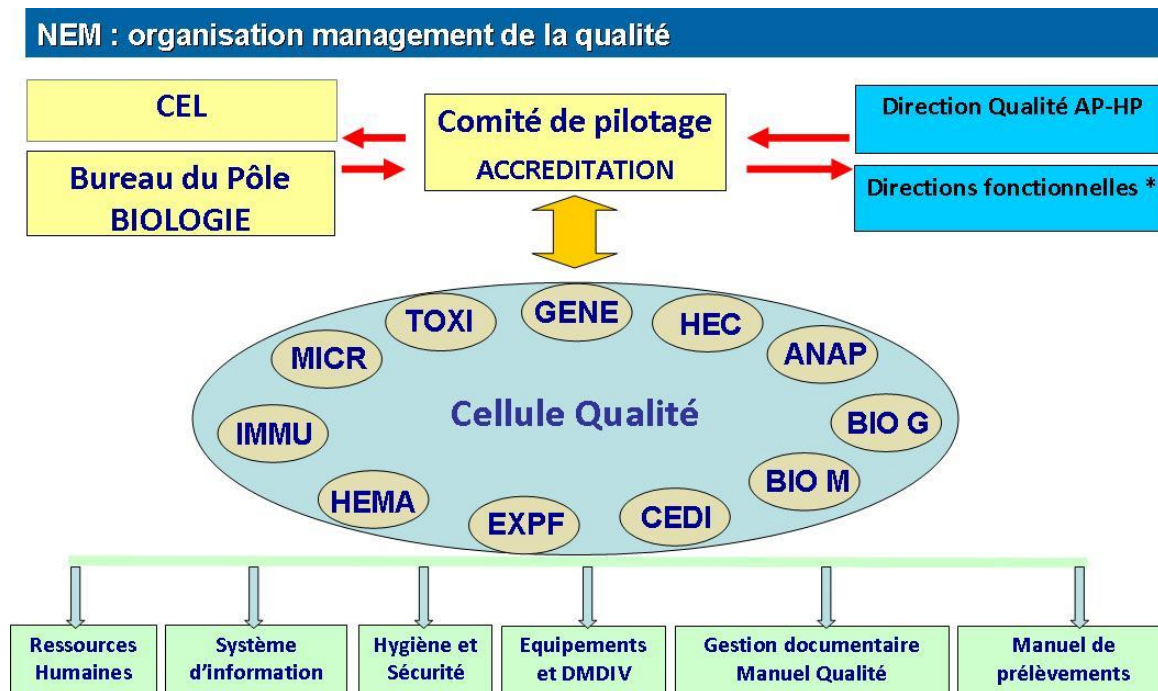 NEM : organisation management de la qualité
CEL
Bureau du Pôle
BIOLOGIE
Comité de pilotage
ACCREDITATION
Direction Qualité AP-HP
Directions fonctionnelles *
TOXI
GENE
HEC
MICR
ANAP
Cellule Qualité
IMMU
BIO G
HEMA
BIO M
EXPF
CEDI
Ressources
Humaines
Système
d'information
Hygiène et
Sécurité
Equipements
et DMDIV
Gestion documentaire
Manuel Qualité
Manuel de
prélèvements